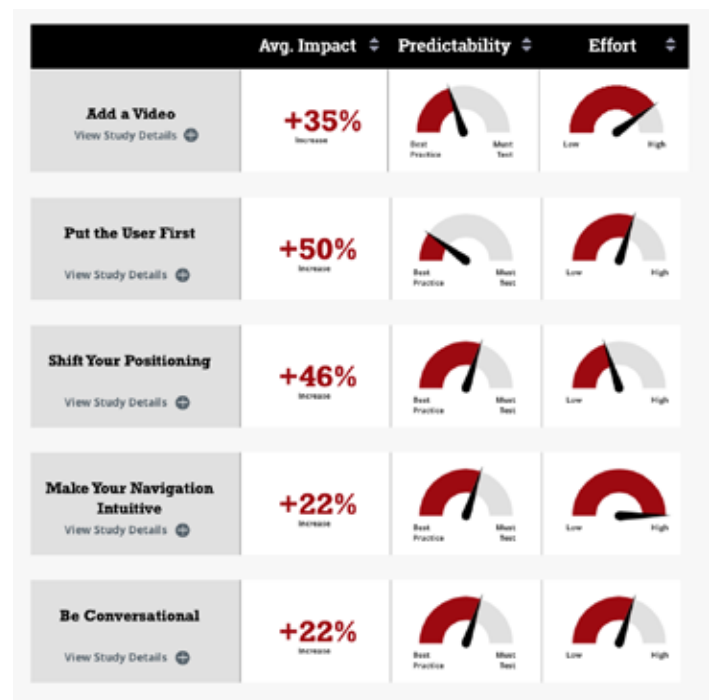 Avg. Impact Predictability Effort
Add a Video
View Study Details
+35%
Increase
Best Practice
Must Test
Low High
Put the User First
View Study Details
+50%
Increase
Best Practice
Must Test
Low High
Shift Your Positioning
View Study Details
+46%
Increase
Best Practice
Must Test
Low High
Make Your Navigation
Intuitive
View Study Details
+22%
Increase
Best Practice
Must Test
Low High
Be Conversational
View Study Details
+22%
Increase
Best Practice
Must Test
Low High